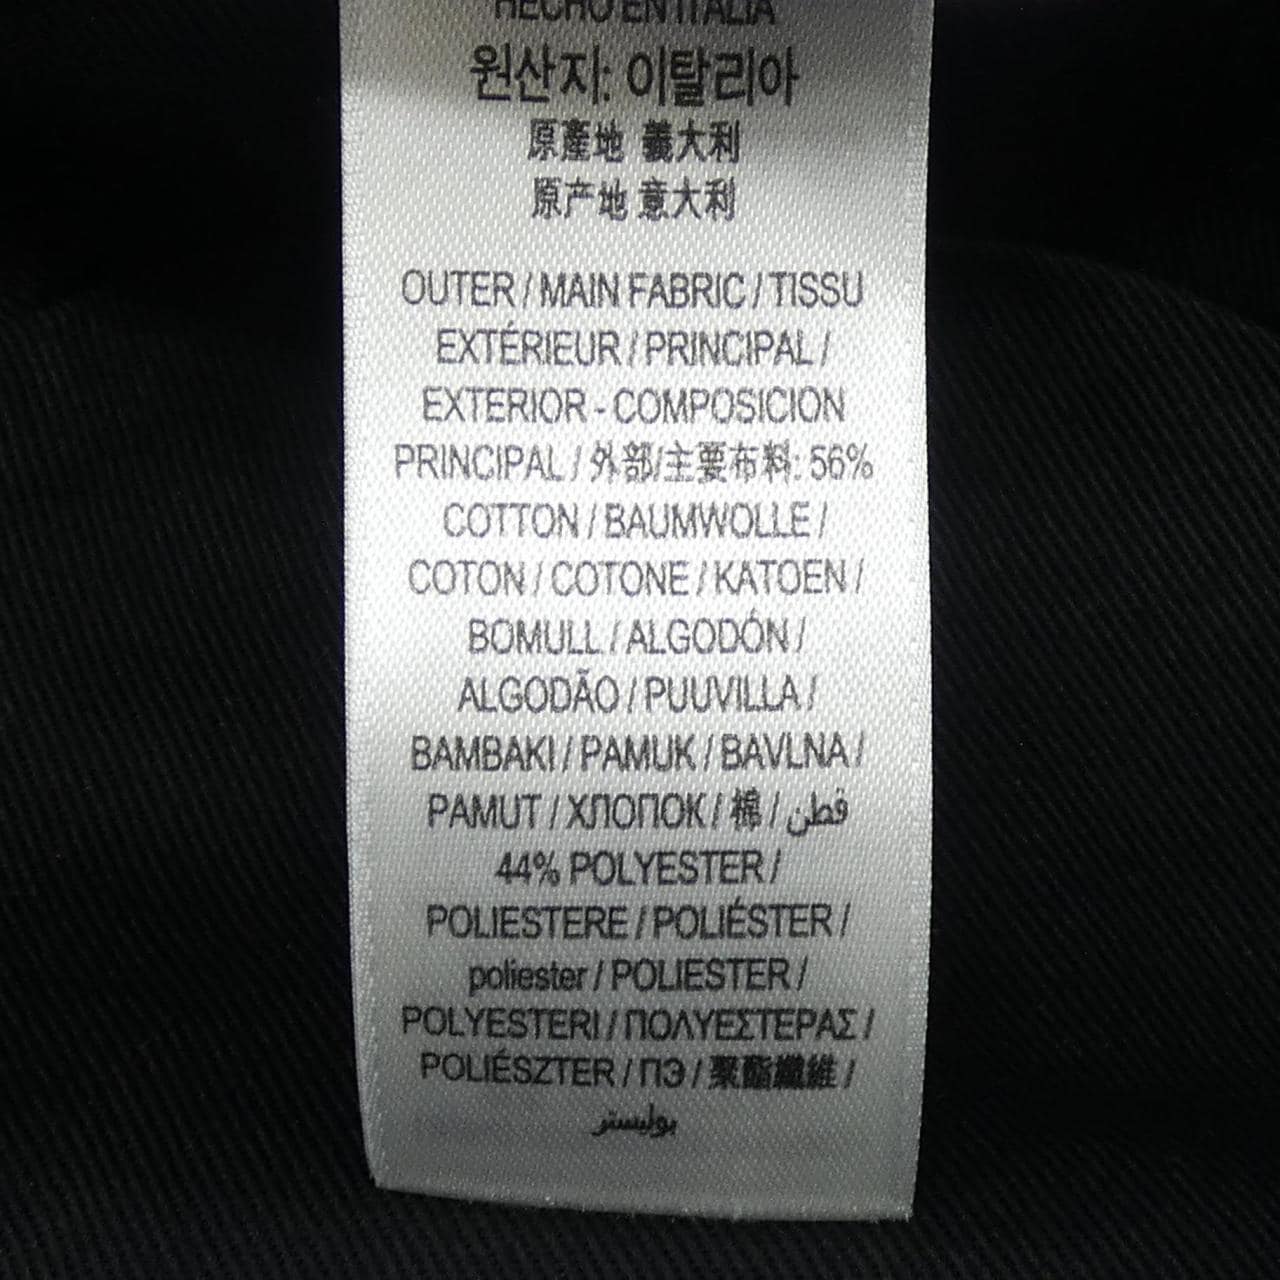 HECHO EN ITALIA
원산지: 이탈리아
原產地 義大利
原产地 意大利
OUTER / MAIN FABRIC / TISSU
EXTÉRIEUR / PRINCIPAL /
EXTERIOR - COMPOSICION
PRINCIPAL / 外部/主要布料: 56%
COTTON / BAUMWOLLE /
COTON / COTONE / KATOEN /
BOMULL / ALGODÓN /
ALGODÃO / PUUVILLA /
BAMBAKI / PAMUK / BAVLNA /
PAMUT / ХЛОПОК / 棉 / قطن
44% POLYESTER /
POLIESTERE / POLIÉSTER /
poliester / POLIESTER /
POLYESTERI / ΠΟΛΥΕΣΤΕΡΑΣ /
POLIÉSZTER / ПЭ / 聚酯纖維 /
بوليستر